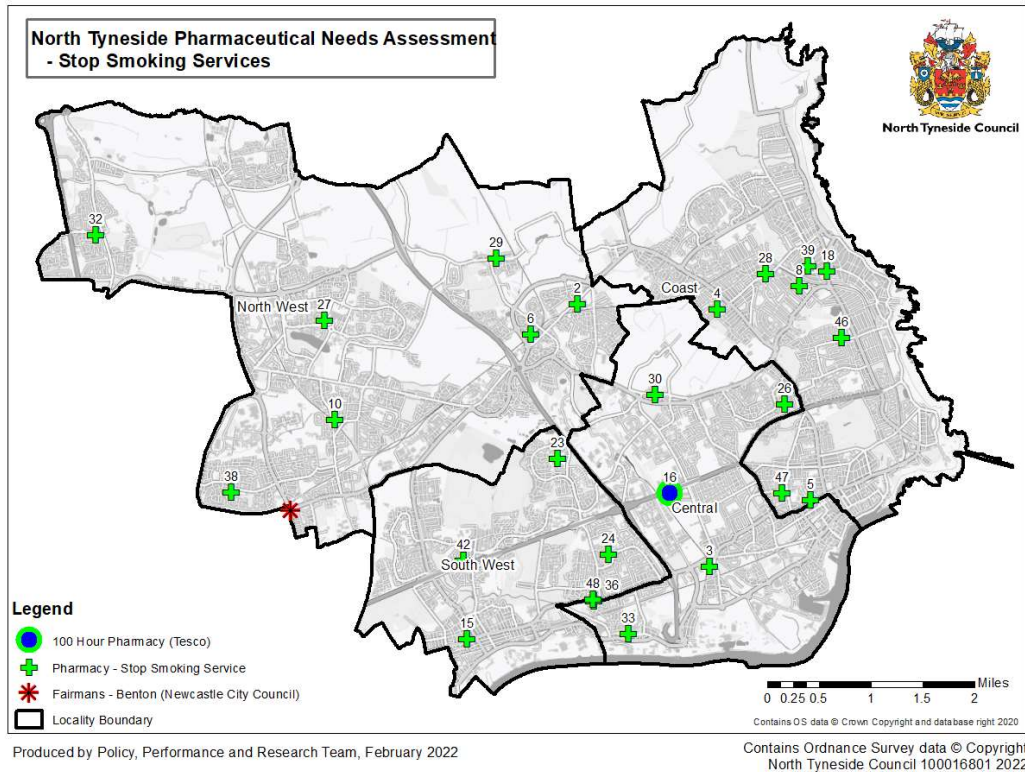 North Tyneside Pharmaceutical Needs Assessment
- Stop Smoking Services
North Tyneside Council
32
29
39
18
28
8
2
Coast
4
North West
27
6
46
30
26
10
23
16
47
5
38
Central
42
24
3
South West
48
36
33
15
Legend
100 Hour Pharmacy (Tesco)
Pharmacy - Stop Smoking Service
Fairmans - Benton (Newcastle City Council)
Locality Boundary
Miles
0 0.25 0.5 1 1.5 2
Contains OS data © Crown Copyright and database right 2020
Produced by Policy, Performance and Research Team, February 2022
Contains Ordnance Survey data © Copyright
North Tyneside Council 100016801 2022